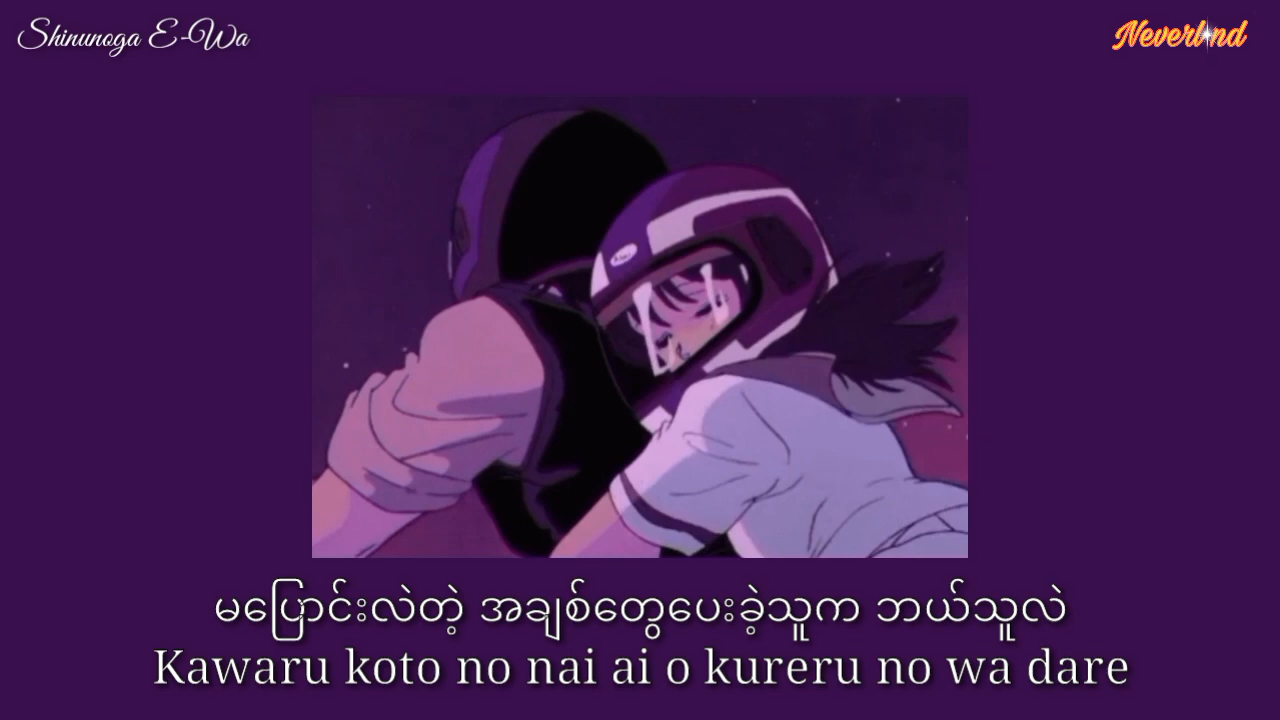 Shinunoga E-Wa
Neverland
မပြောင်းလဲတဲ့ အချစ်တွေပေးခဲ့သူက ဘယ်သူလဲ
Kawaru koto no nai ai o kureru no wa dare